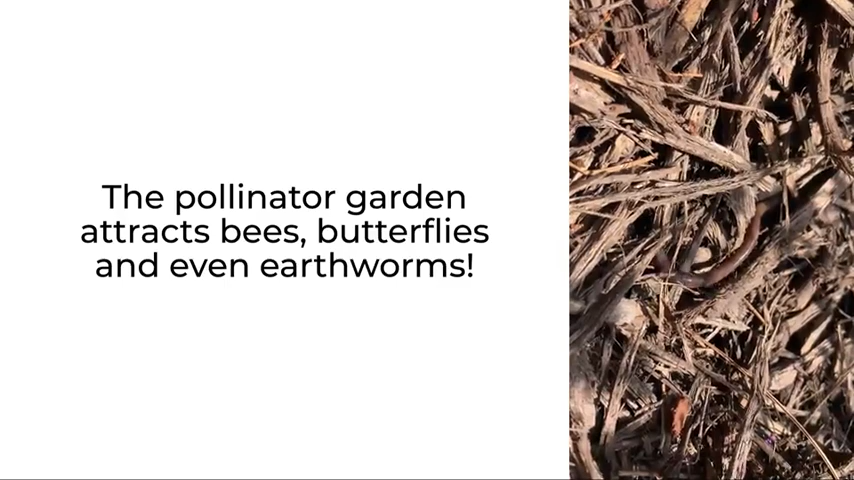 The pollinator garden
attracts bees, butterflies
and even earthworms!